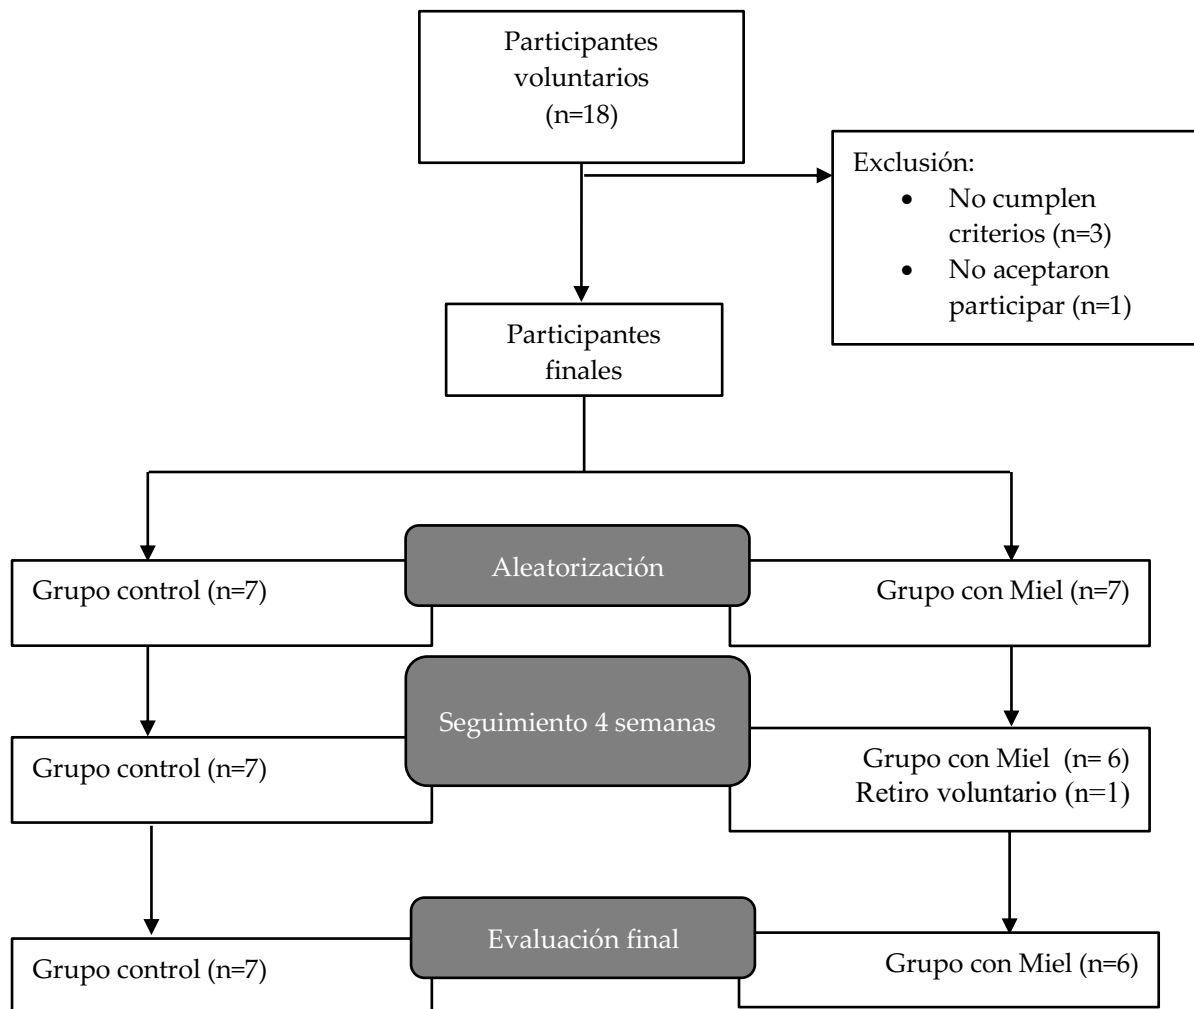 Participantes
voluntarios
(n=18)
Exclusión:
• No cumplen
criterios (n=3)
• No aceptaron
participar (n=1)
Participantes
finales
Aleatorización
Grupo control (n=7)
Grupo con Miel (n=7)
Seguimiento 4 semanas
Grupo control (n=7)
Grupo con Miel (n= 6)
Retiro voluntario (n=1)
Evaluación final
Grupo control (n=7)
Grupo con Miel (n=6)